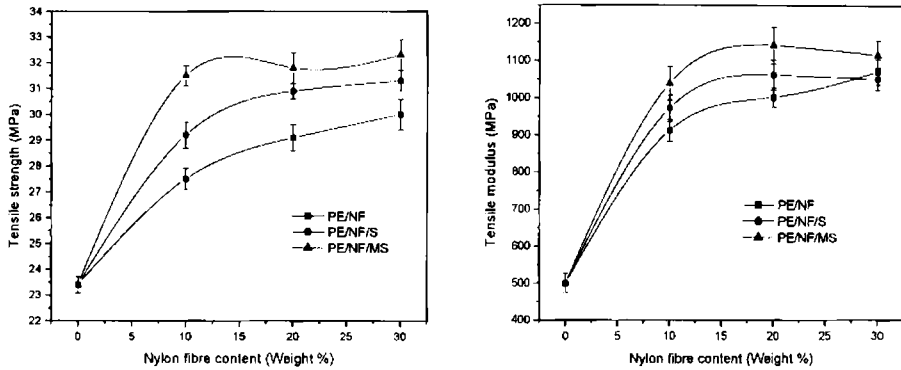 Tensile strength (MPa)
34
33
32
31
30
29
28
27
26
25
24
23
22
PE/NF
PE/NF/S
PE/NF/MS
0 5 10 15 20 25 30
Nylon fibre content (Weight %)
Tensile modulus (MPa)
1200
1100
1000
900
800
700
600
500
400
PE/NF
PE/NF/S
PE/NF/MS
0 5 10 15 20 25 30
Nylon fibre content (Weight %)